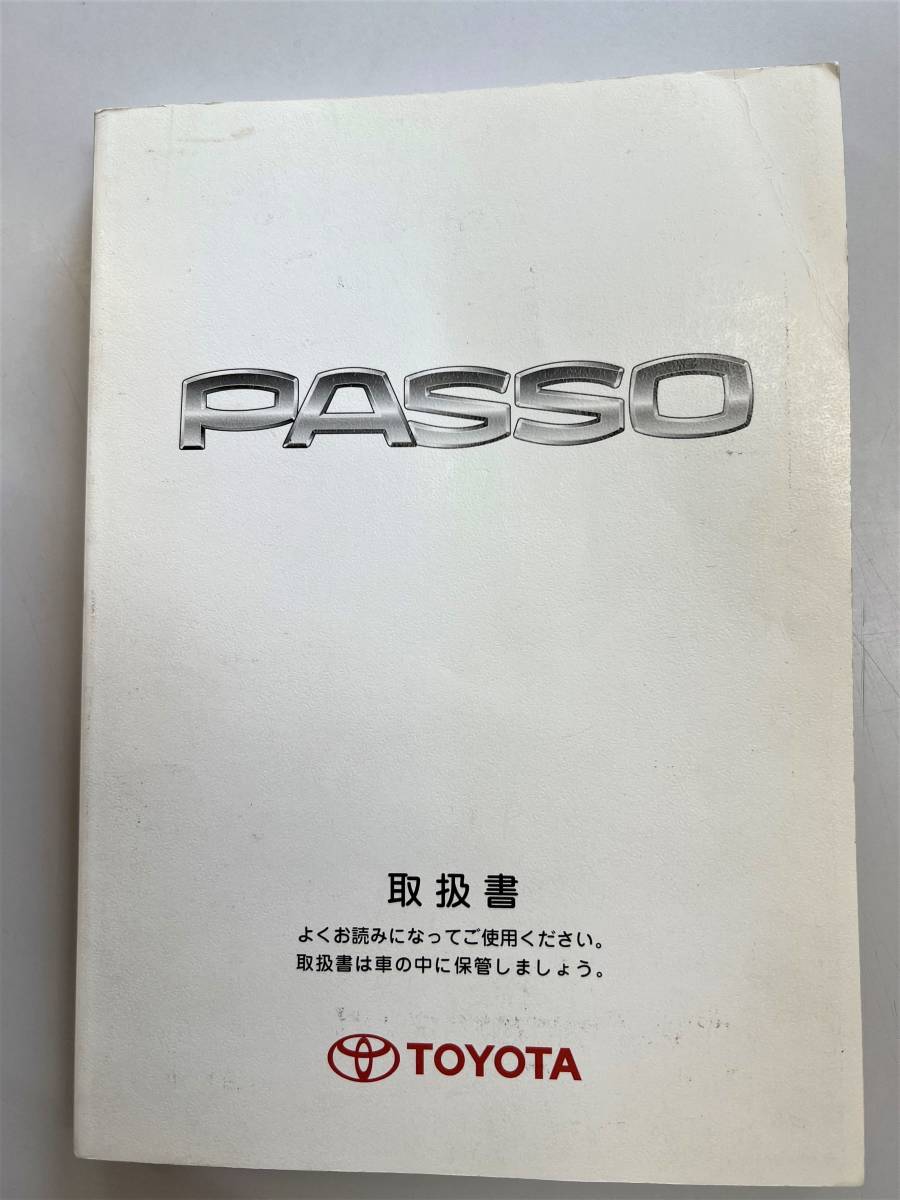 PASSO
取扱書
よくお読みになってご使用ください。
取扱書は車の中に保管しましょう。
TOYOTA